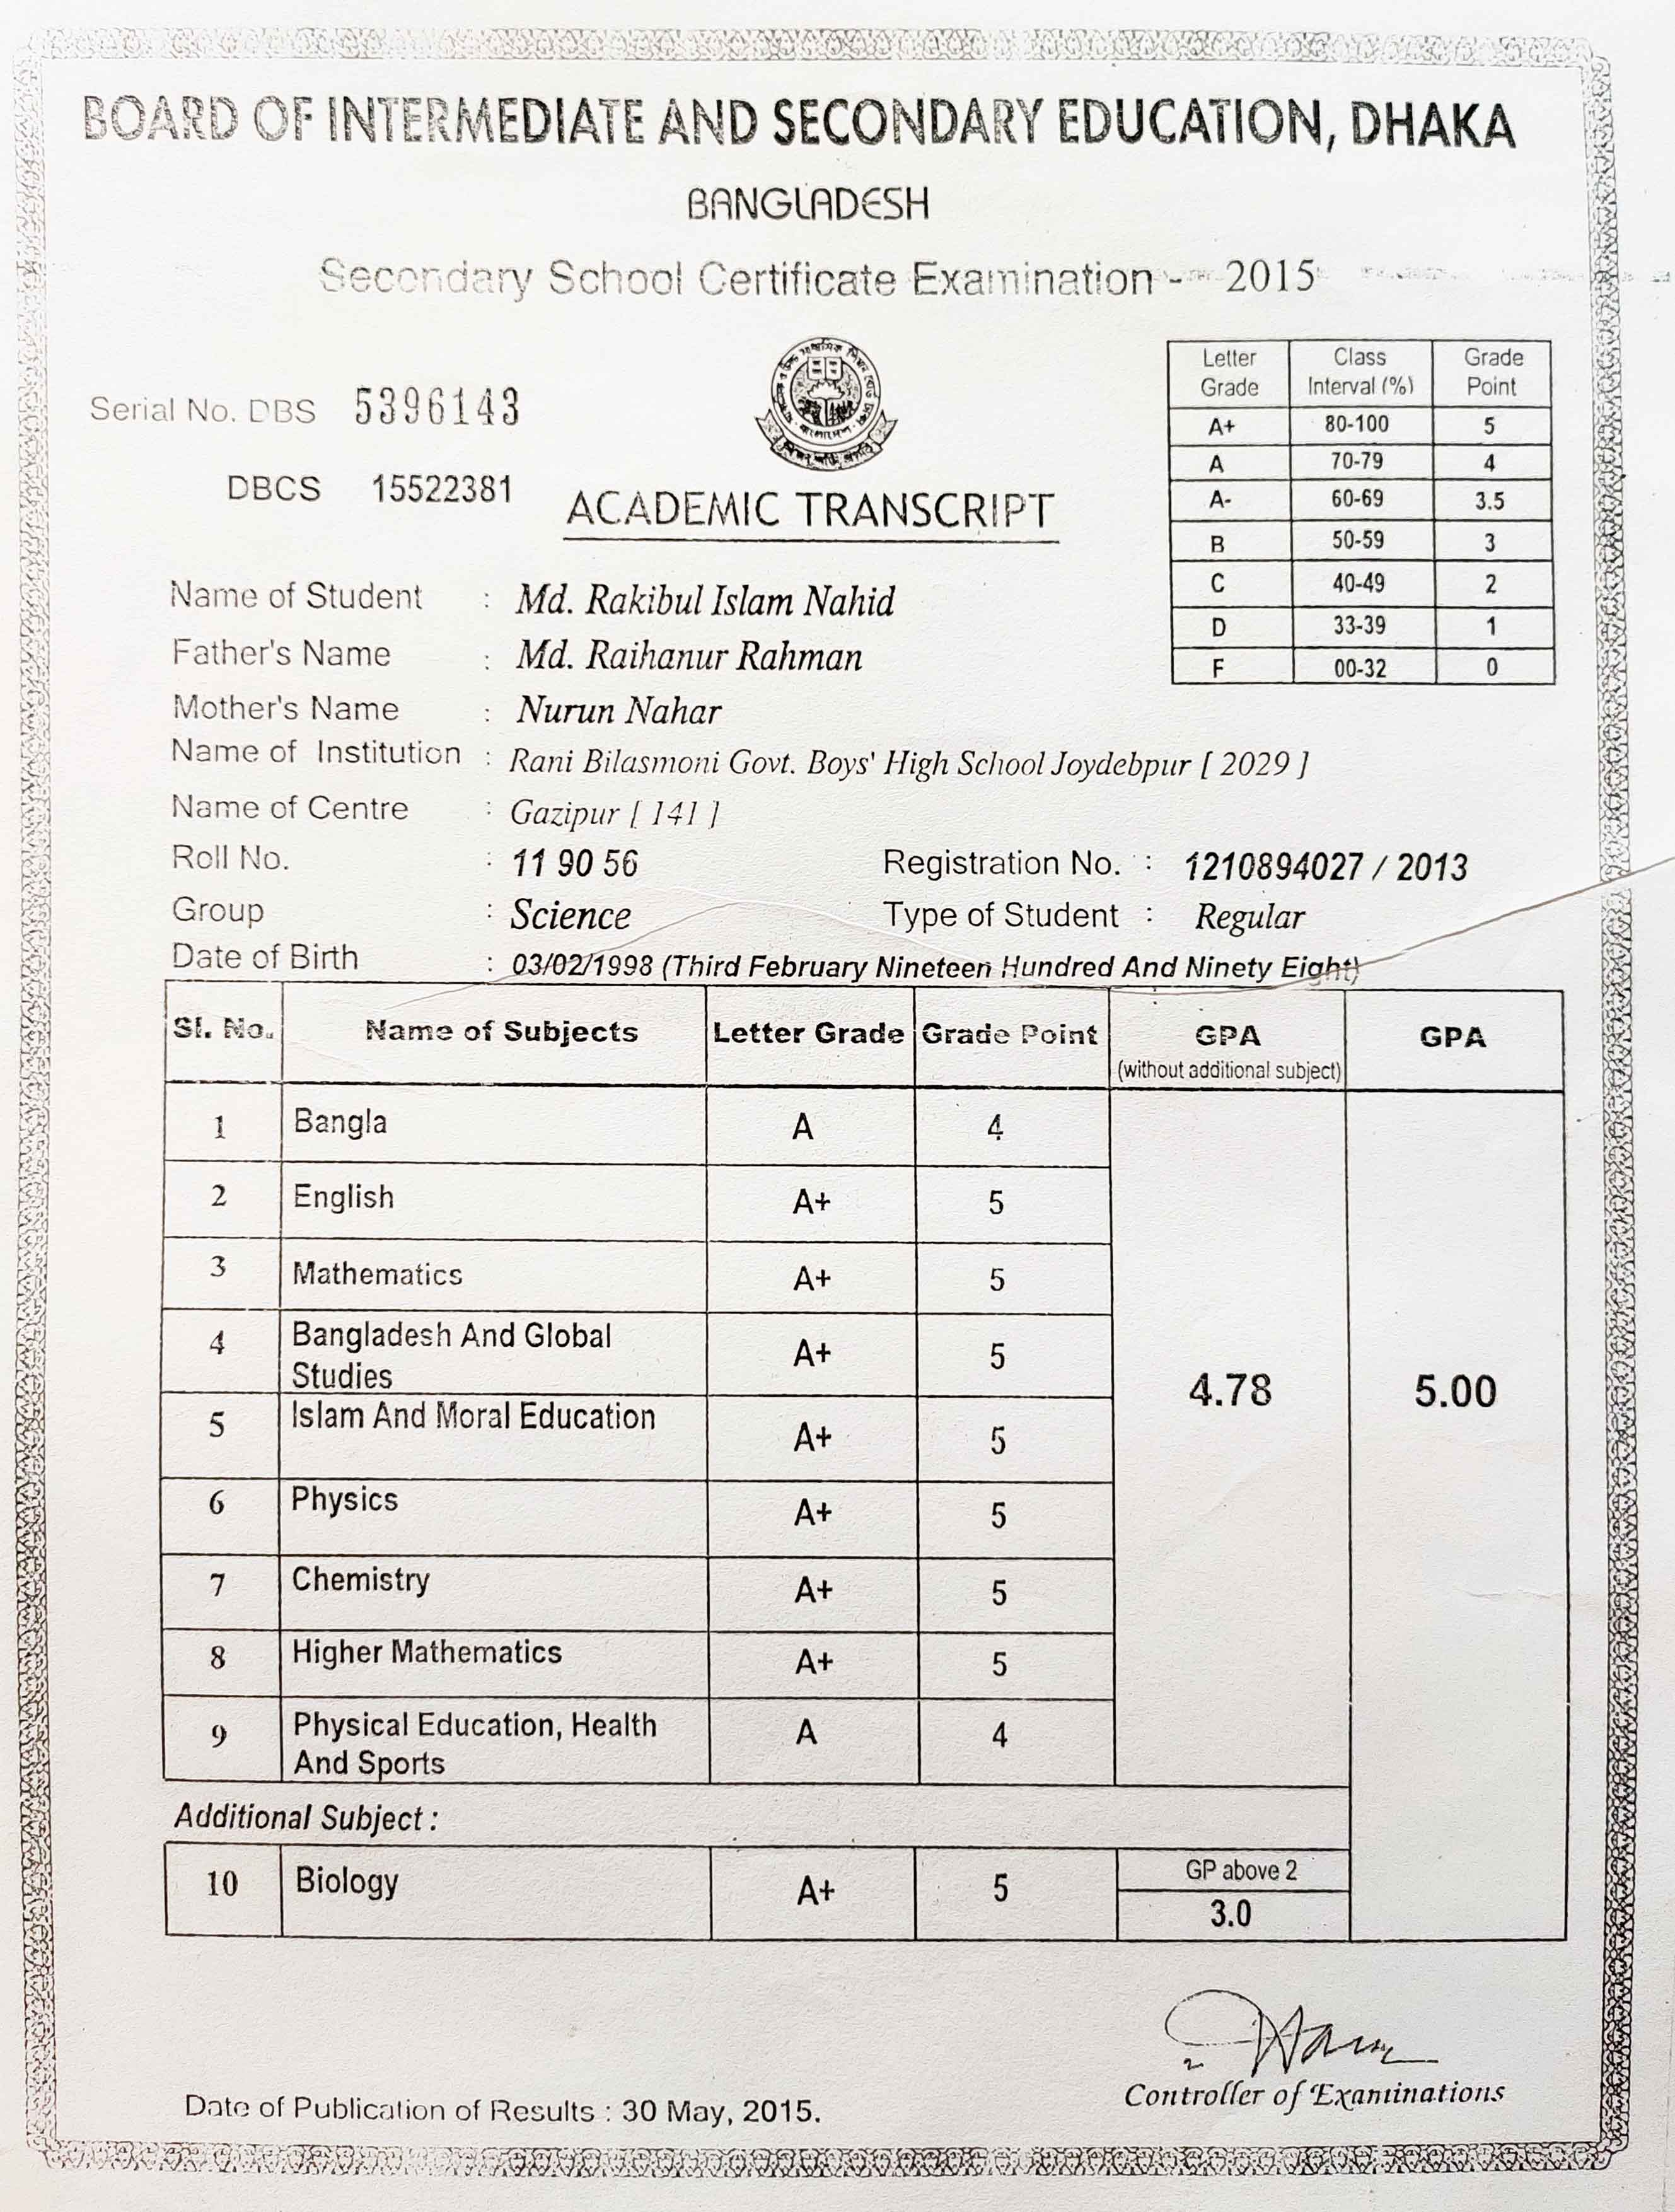 BOARD OF INTERMEDIATE AND SECONDARY EDUCATION, DHAKA
BANGLADESH
Secondary School Certificate Examination - 2015
Serial No. DBS 5396143
DBCS 15522381
ACADEMIC TRANSCRIPT
Letter Grade Class Interval (%) Grade Point
A+ 80-100 5
A 70-79 4
A- 60-69 3.5
B 50-59 3
C 40-49 2
D 33-39 1
F 00-32 0
Name of Student : Md. Rakibul Islam Nahid
Father's Name : Md. Raihanur Rahman
Mother's Name : Nurun Nahar
Name of Institution : Rani Bilasmoni Govt. Boys' High School Joydebpur [ 2029 ]
Name of Centre : Gazipur [ 141 ]
Roll No. : 11 90 56 Registration No. : 1210894027 / 2013
Group : Science Type of Student : Regular
Date of Birth : 03/02/1998 (Third February Nineteen Hundred And Ninety Eight)
Sl. No. Name of Subjects Letter Grade Grade Point GPA (without additional subject) GPA
1 Bangla A 4
2 English A+ 5
3 Mathematics A+ 5
4 Bangladesh And Global
Studies A+ 5
4.78 5.00
5 Islam And Moral Education A+ 5
6 Physics A+ 5
7 Chemistry A+ 5
8 Higher Mathematics A+ 5
9 Physical Education, Health
And Sports A 4
Additional Subject :
10 Biology A+ 5 GP above 2
3.0
Controller of Examinations
Date of Publication of Results : 30 May, 2015.